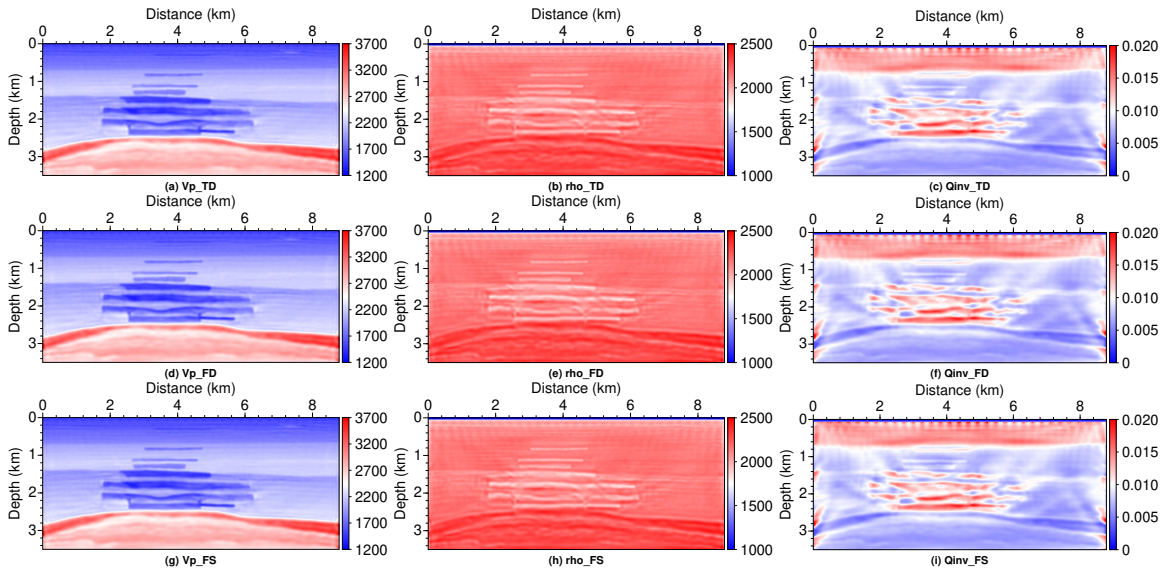 Distance (km) Distance (km) Distance (km)
0 2 4 6 8 0 2 4 6 8 0 2 4 6 8
Depth (km) 0 1 2 3 3700 3200 2700 2200 1700 1200 Depth (km) 0 1 2 3 2500 2000 1500 1000 Depth (km) 0 1 2 3 0.020 0.015 0.010 0.005 0
(a) Vp_TD (b) rho_TD (c) Qinv_TD
Distance (km) Distance (km) Distance (km)
0 2 4 6 8 0 2 4 6 8 0 2 4 6 8
Depth (km) 0 1 2 3 3700 3200 2700 2200 1700 1200 Depth (km) 0 1 2 3 2500 2000 1500 1000 Depth (km) 0 1 2 3 0.020 0.015 0.010 0.005 0
(d) Vp_FD (e) rho_FD (f) Qinv_FD
Distance (km) Distance (km) Distance (km)
0 2 4 6 8 0 2 4 6 8 0 2 4 6 8
Depth (km) 0 1 2 3 3700 3200 2700 2200 1700 1200 Depth (km) 0 1 2 3 2500 2000 1500 1000 Depth (km) 0 1 2 3 0.020 0.015 0.010 0.005 0
(g) Vp_FS (h) rho_FS (i) Qinv_FS